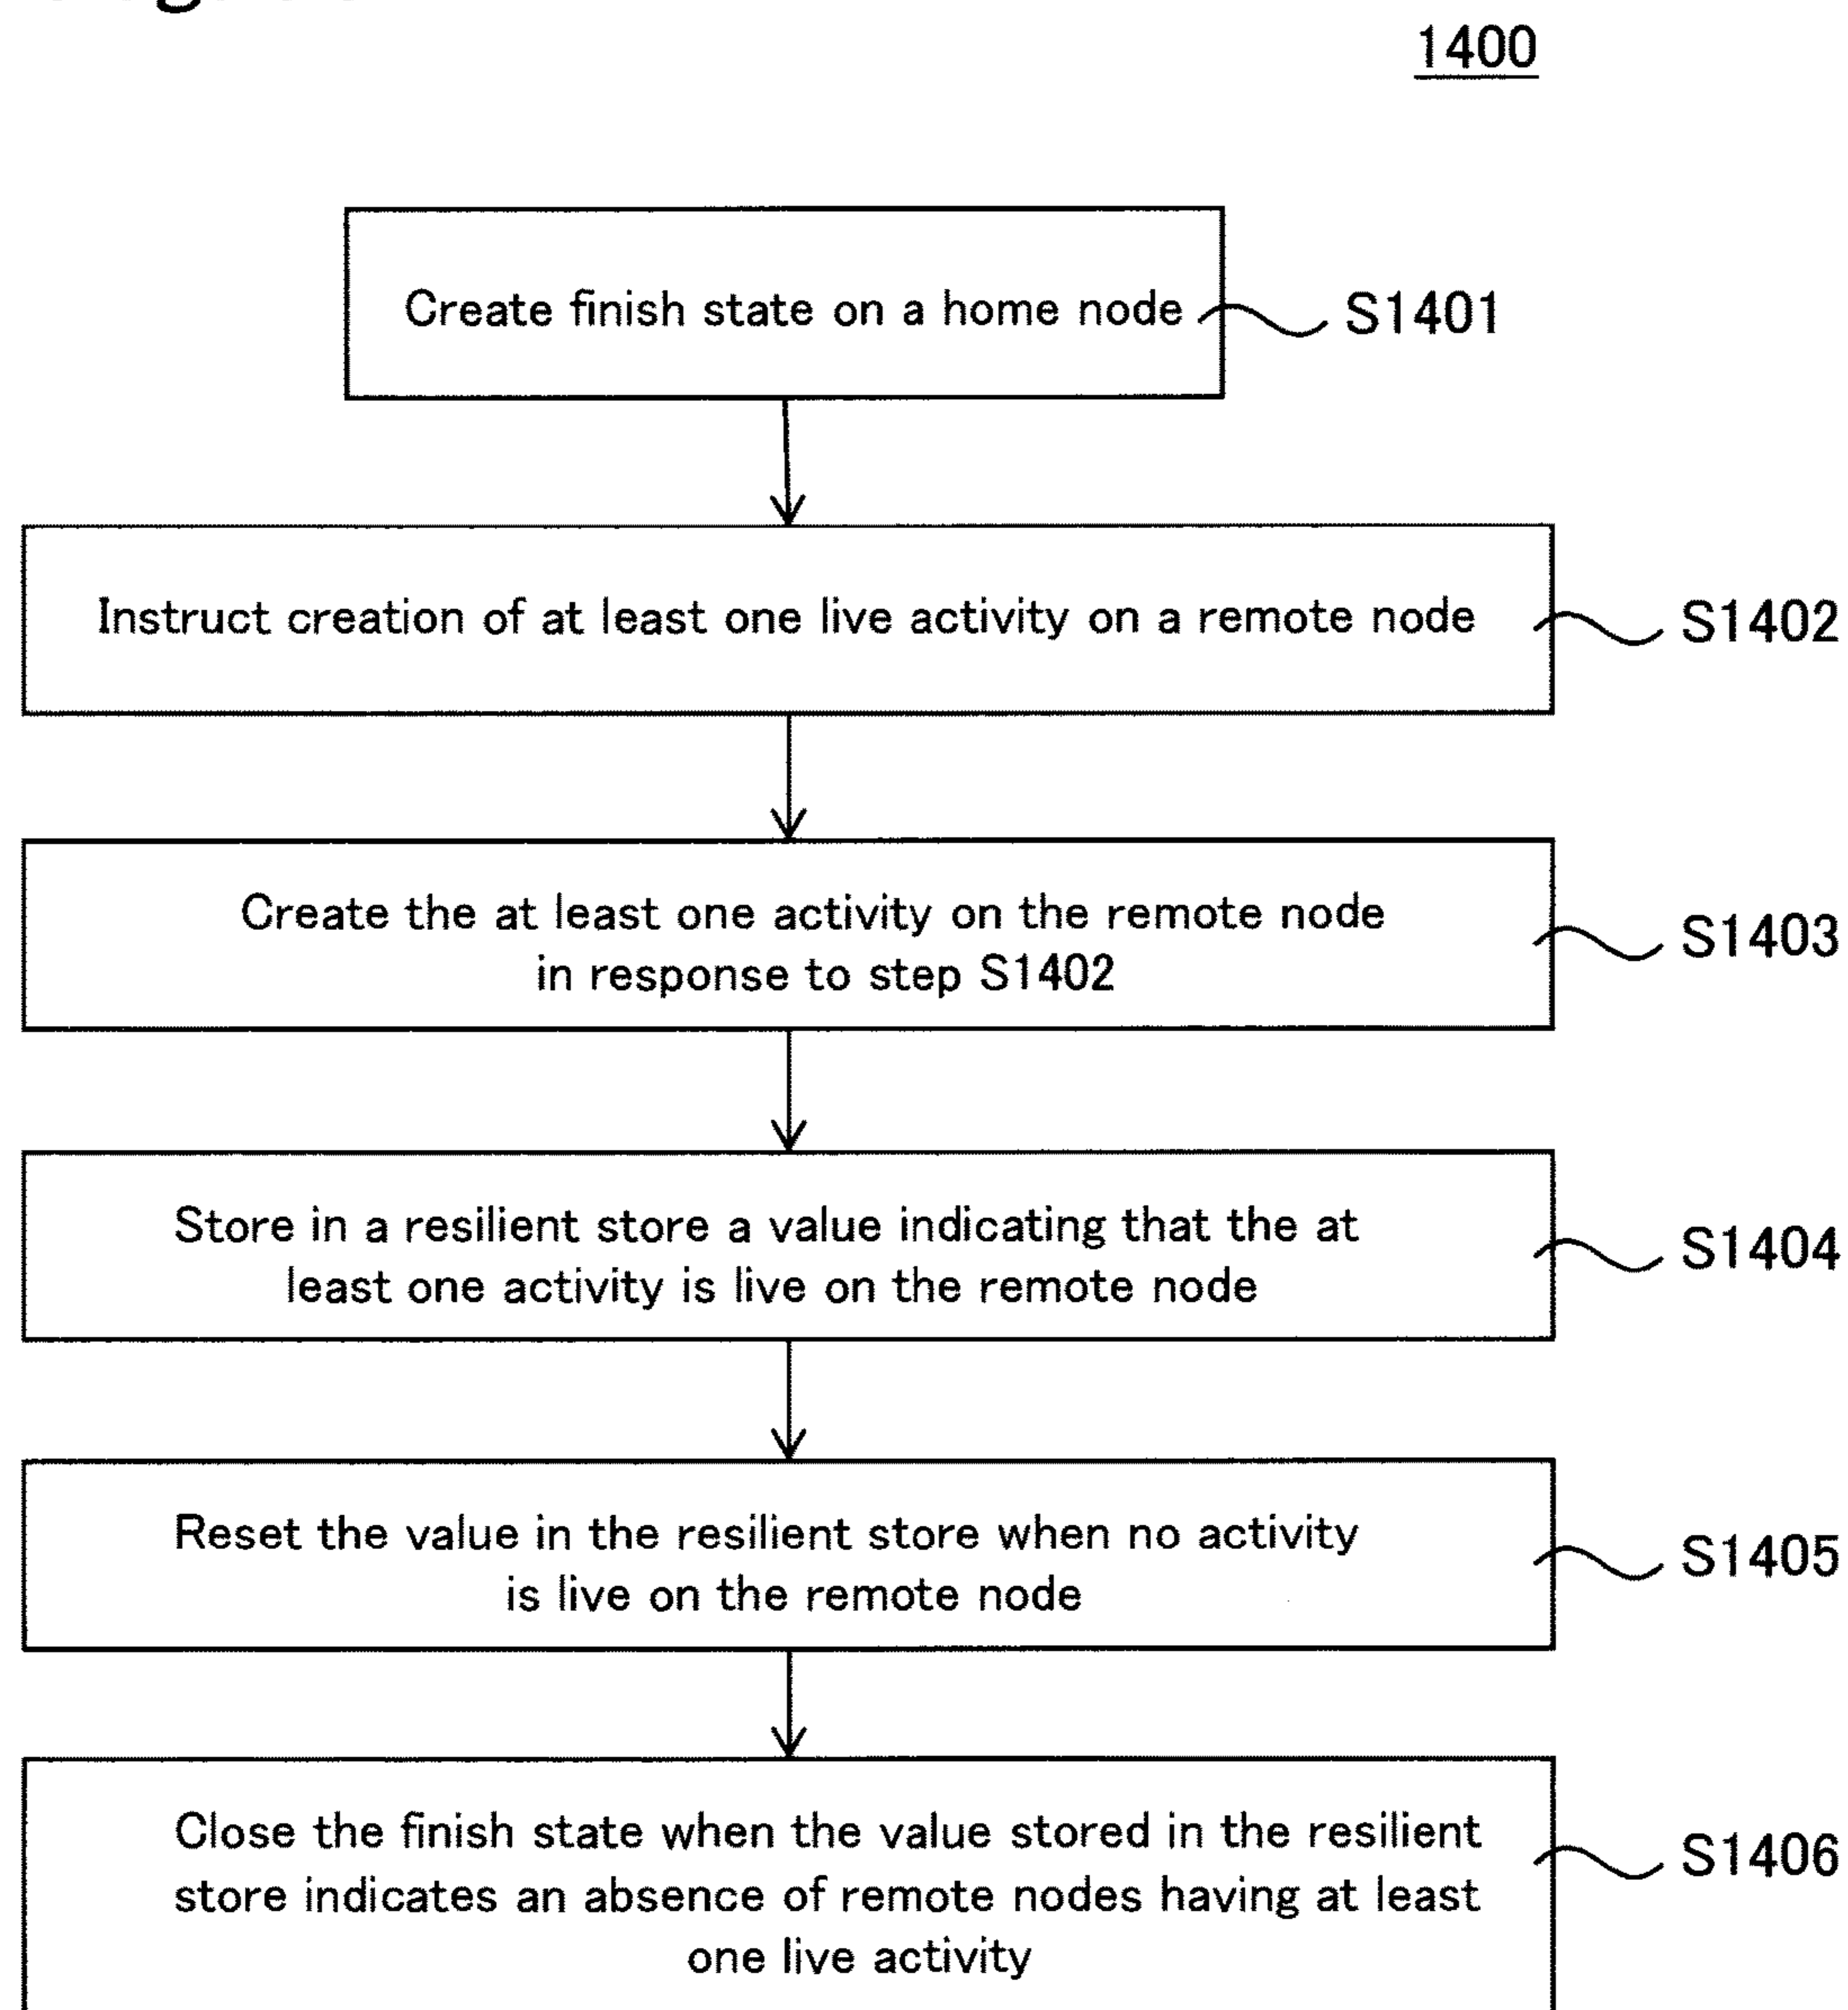 1400
Create finish state on a home node
S1401
Instruct creation of at least one live activity on a remote node
S1402
Create the at least one activity on the remote node
in response to step S1402
S1403
Store in a resilient store a value indicating that the at
least one activity is live on the remote node
S1404
Reset the value in the resilient store when no activity
is live on the remote node
S1405
Close the finish state when the value stored in the resilient
store indicates an absence of remote nodes having at least
one live activity
S1406